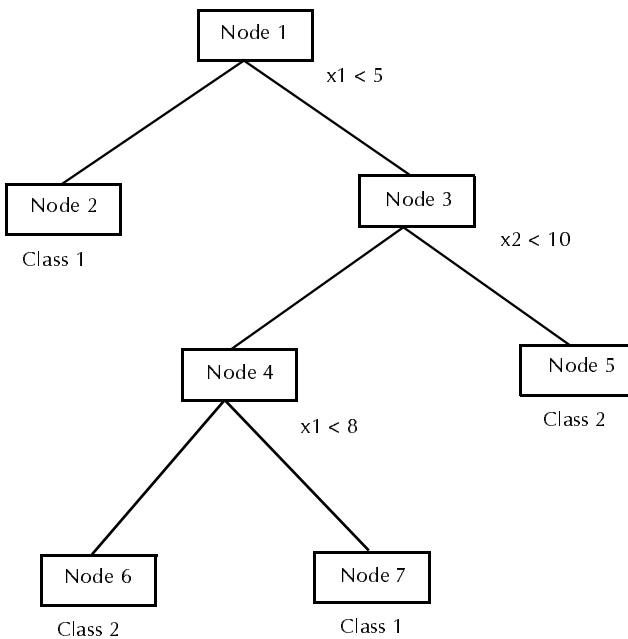 Node 1
x1 < 5
Node 2
Node 3
Class 1
x2 < 10
Node 4
Node 5
Class 2
x1 < 8
Node 6
Node 7
Class 2
Class 1